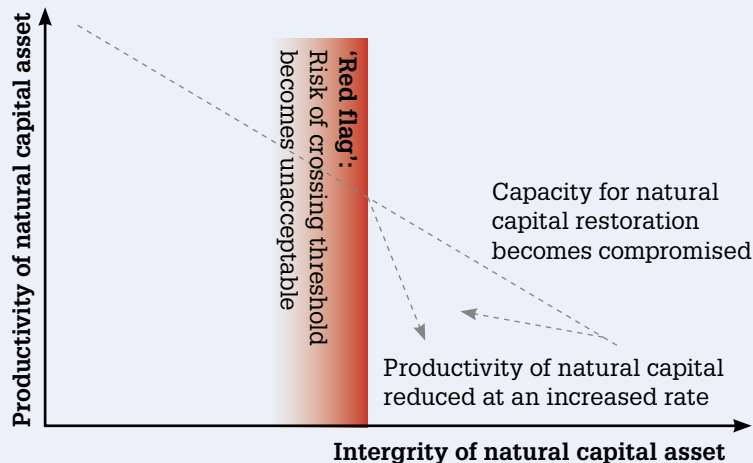 Productivity of natural capital asset
‘Red flag’:
Risk of crossing threshold
becomes unacceptable
Capacity for natural
capital restoration
becomes compromised
Productivity of natural capital
reduced at an increased rate
Intergrity of natural capital asset